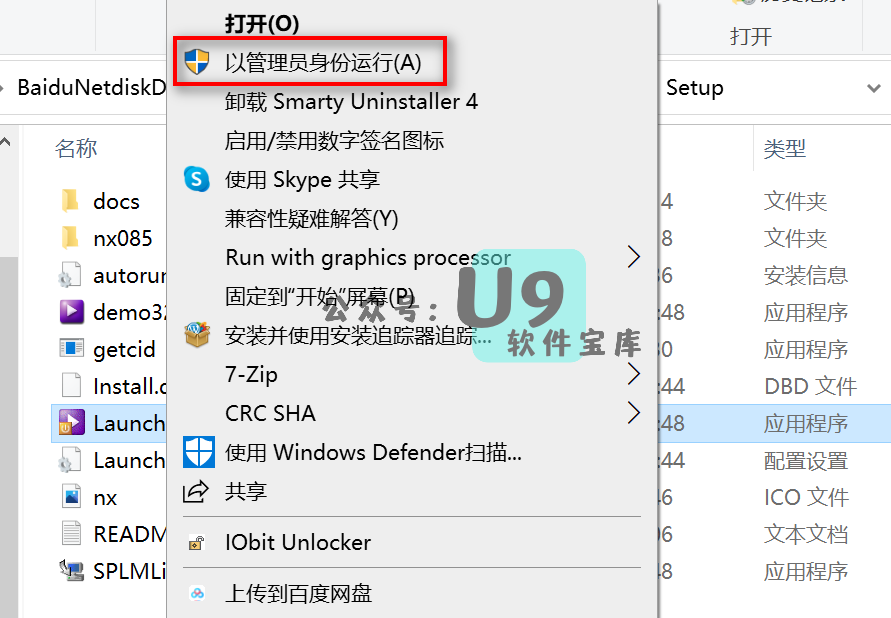 打开(O)
以管理员身份运行(A)
卸载 Smarty Uninstaller 4
启用/禁用数字签名图标
使用 Skype 共享
兼容性疑难解答(Y)
Run with graphics processor
固定到“开始”屏幕(P)
安装并使用安装追踪器追踪...
7-Zip
CRC SHA
使用 Windows Defender扫描...
共享
IObit Unlocker
上传到百度网盘
打开
BaiduNetdiskD
Setup
名称
类型
docs
4
文件夹
nx085
8
文件夹
autorun
36
安装信息
demo32
:48
应用程序
getcid
30
应用程序
Install.d
:44
DBD 文件
Launch
:48
应用程序
Launch
:44
配置设置
nx
46
ICO 文件
READM
06
文本文档
SPLMLi
48
应用程序
公众号：U9
软件宝库